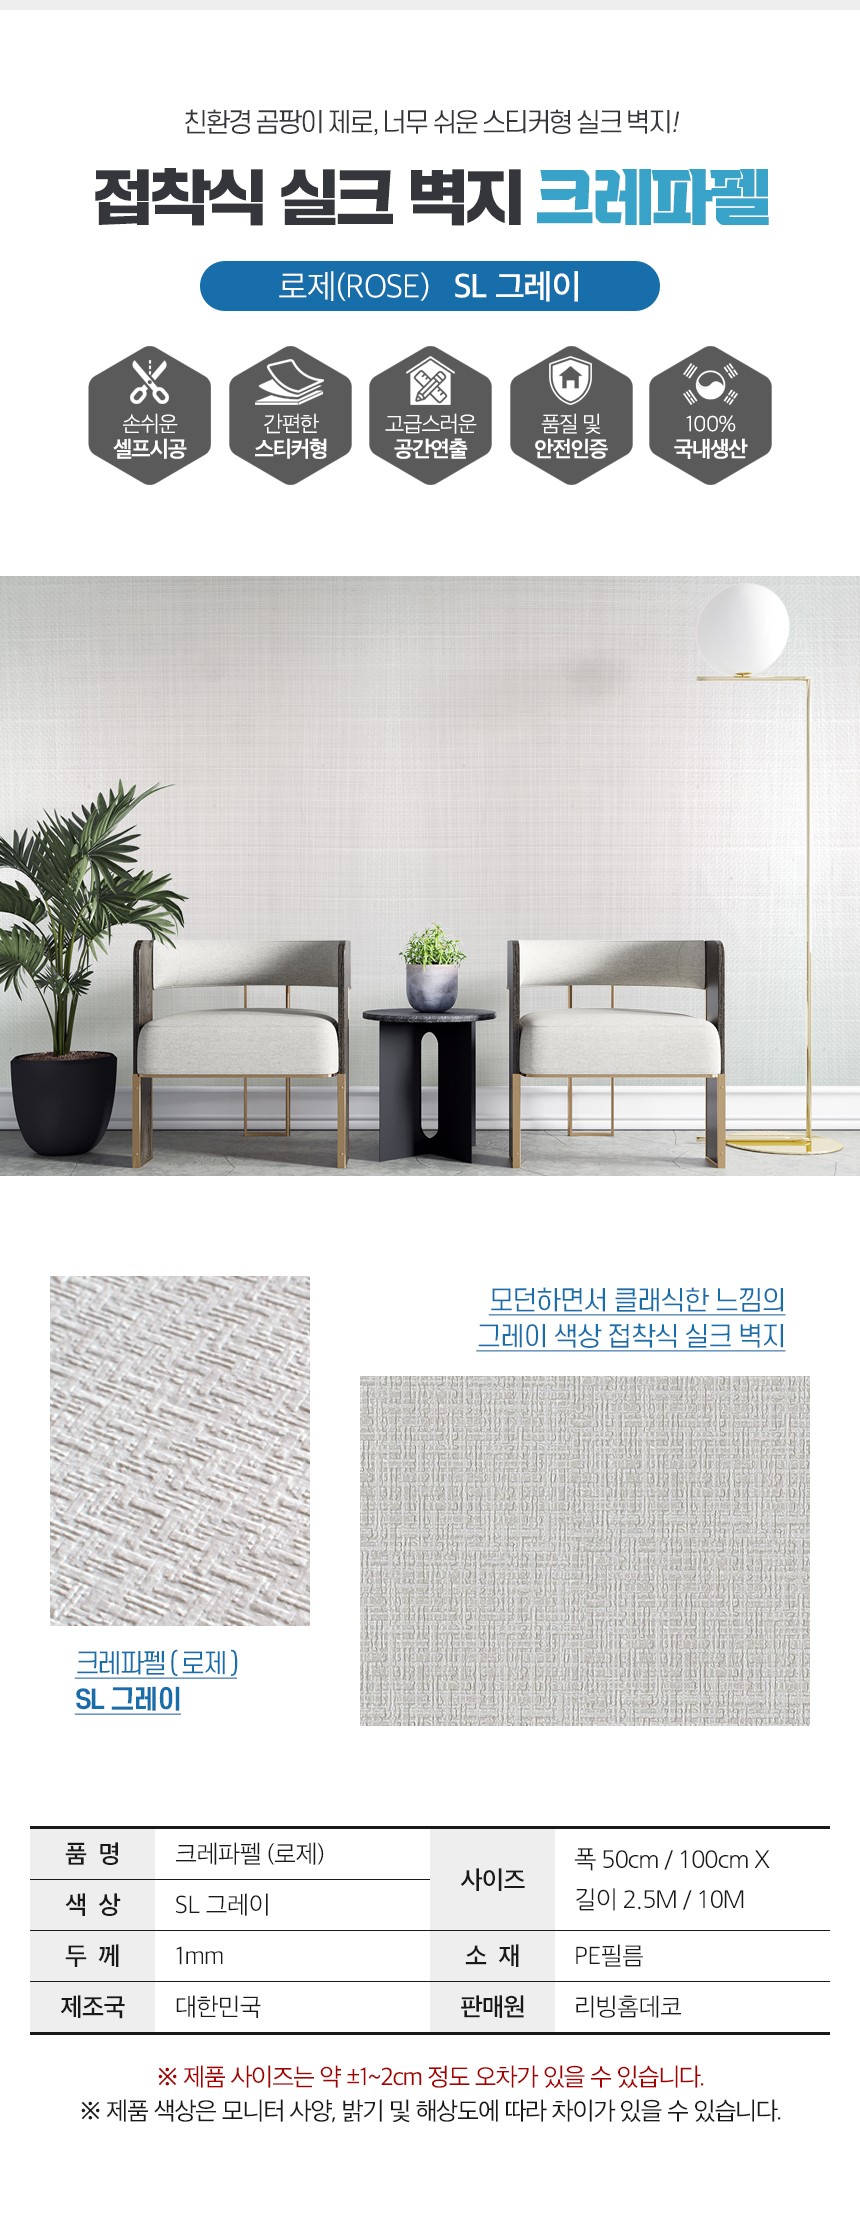 친환경 곰팡이 제로, 너무 쉬운 스티커형 실크 벽지!
접착식 실크 벽지 크레파펠
로제(ROSE) SL 그레이
손쉬운
셀프시공
간편한
스티커형
고급스러운
공간연출
품질 및
안전인증
100%
국내생산
모던하면서 클래식한 느낌의
그레이 색상 접착식 실크 벽지
크레파펠 ( 로제 )
SL 그레이
품 명 크레파펠 (로제)
색 상 SL 그레이
사이즈 폭 50cm / 100cm X
길이 2.5M / 10M
두 께 1mm 소 재 PE필름
제조국 대한민국 판매원 리빙홈데코
※ 제품 사이즈는 약 ±1~2cm 정도 오차가 있을 수 있습니다.
※ 제품 색상은 모니터 사양, 밝기 및 해상도에 따라 차이가 있을 수 있습니다.